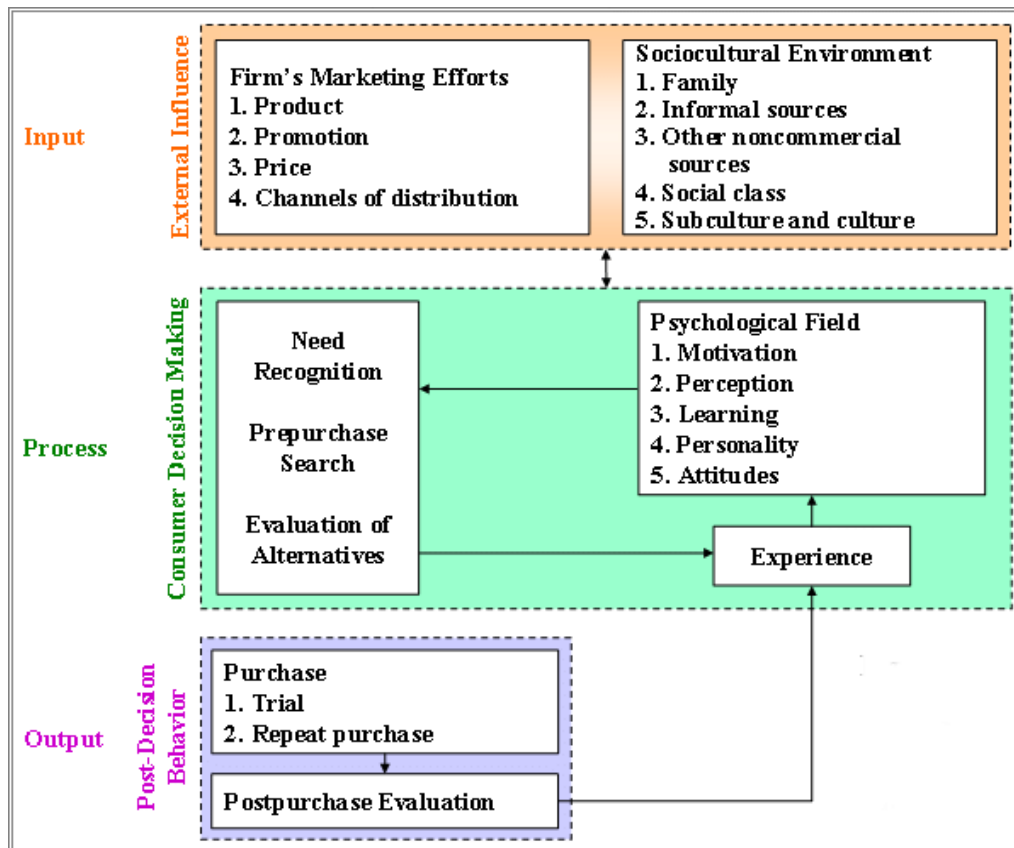 Input
External Influence
Firm's Marketing Efforts
1. Product
2. Promotion
3. Price
4. Channels of distribution
Sociocultural Environment
1. Family
2. Informal sources
3. Other noncommercial
sources
4. Social class
5. Subculture and culture
Process
Consumer Decision Making
Need
Recognition
Prepurchase
Search
Evaluation of
Alternatives
Psychological Field
1. Motivation
2. Perception
3. Learning
4. Personality
5. Attitudes
Experience
Output
Post-Decision
Behavior
Purchase
1. Trial
2. Repeat purchase
Postpurchase Evaluation